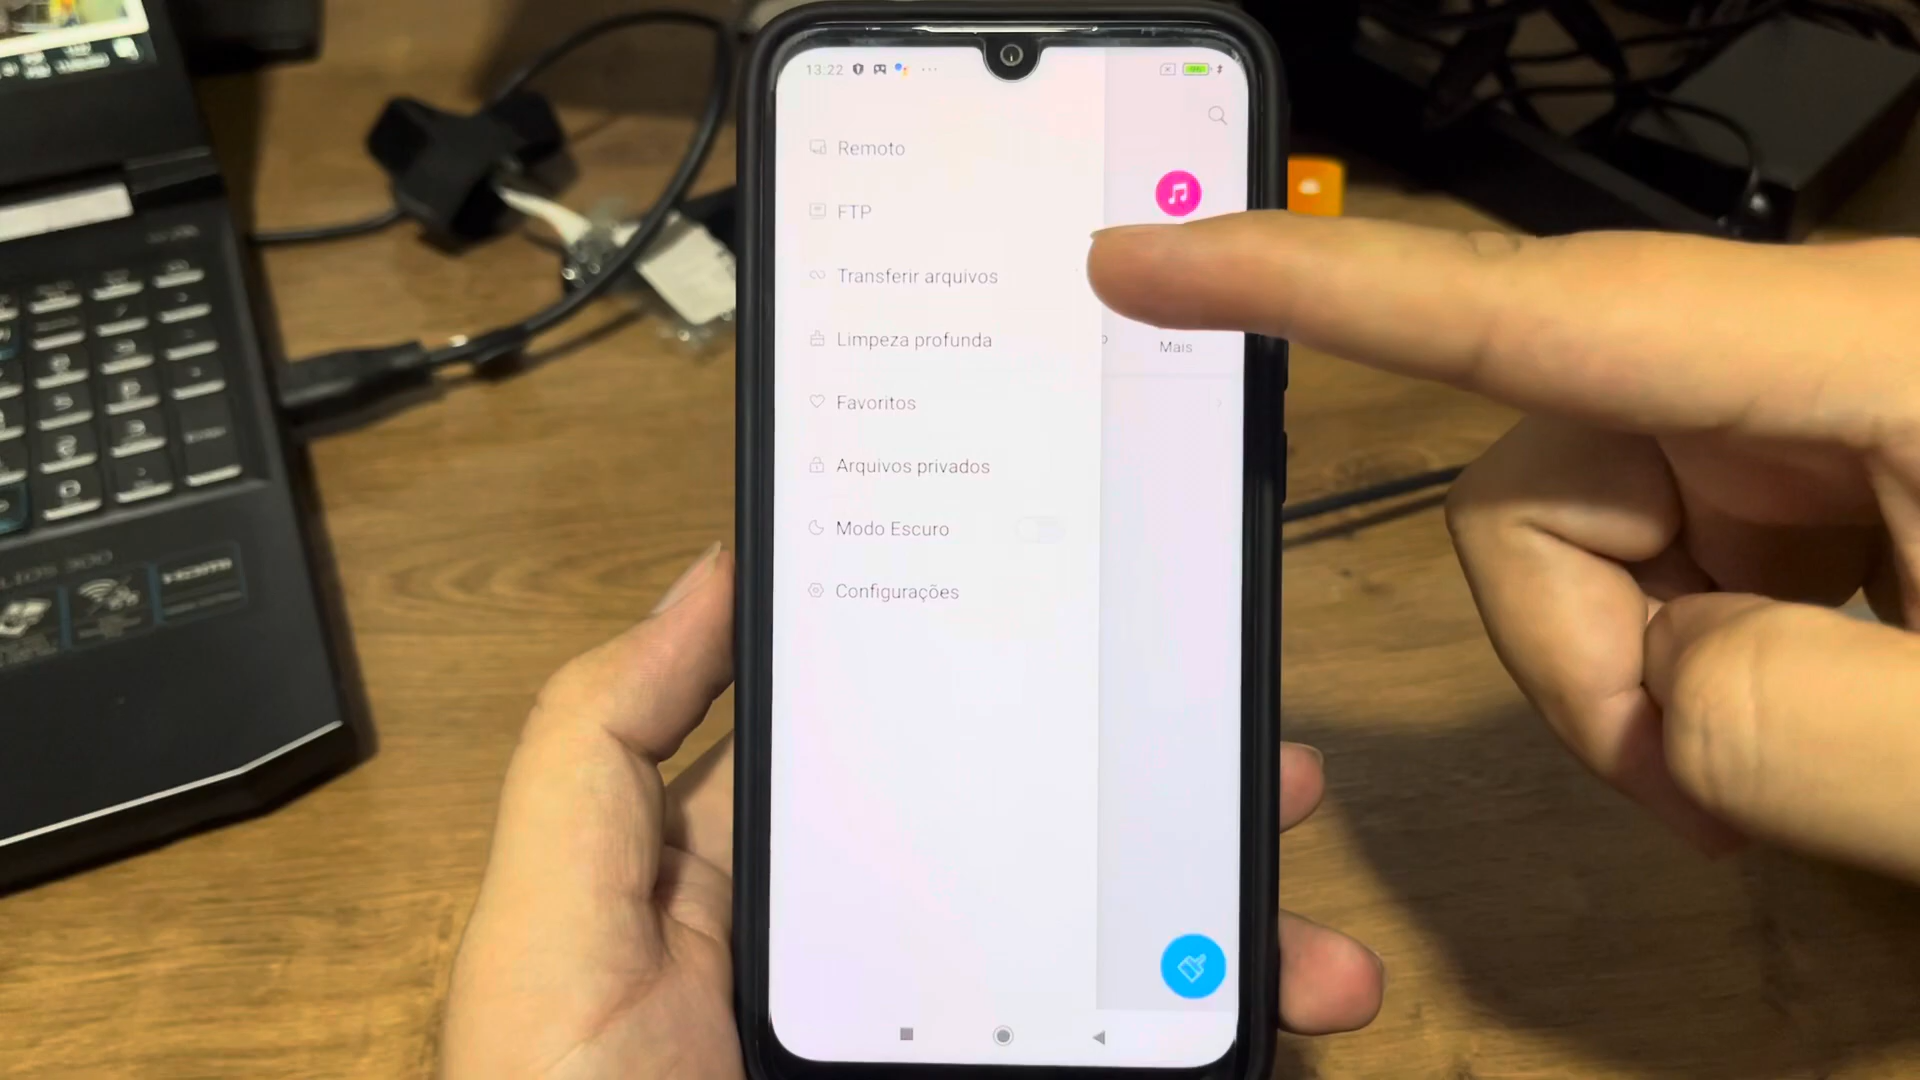 13:22
Remoto
FTP
Transferir arquivos
Limpeza profunda
Mais
Favoritos
Arquivos privados
Modo Escuro
Configurações